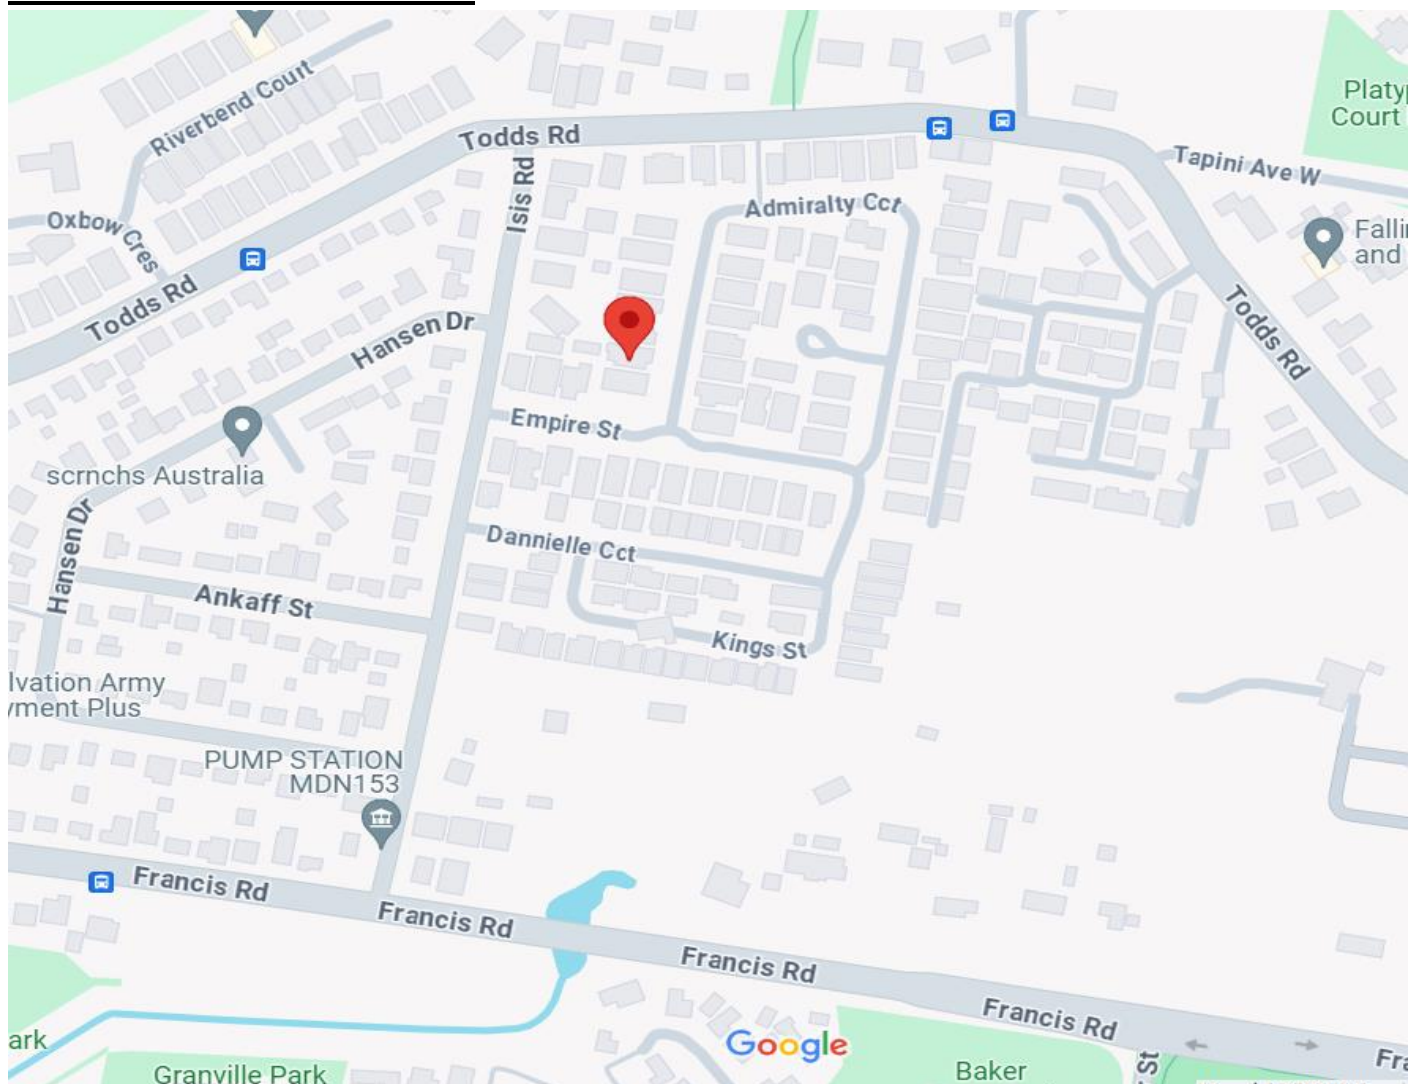 Riverbend Court
Todds Rd
Isis Rd
Platyp
Court
Tapini Ave W
Oxbow Cres
Admiralty Cct
Fallin
and
Todds Rd
Hansen Dr
Todds Rd
Empire St
scrnchs Australia
Hansen Dr
Dannielle Cct
Ankaff St
Kings St
lvation Army
yment Plus
PUMP STATION
MDN153
Francis Rd
Francis Rd
Francis Rd
Francis Rd
ark
Granville Park
Google
Baker
St
Fra